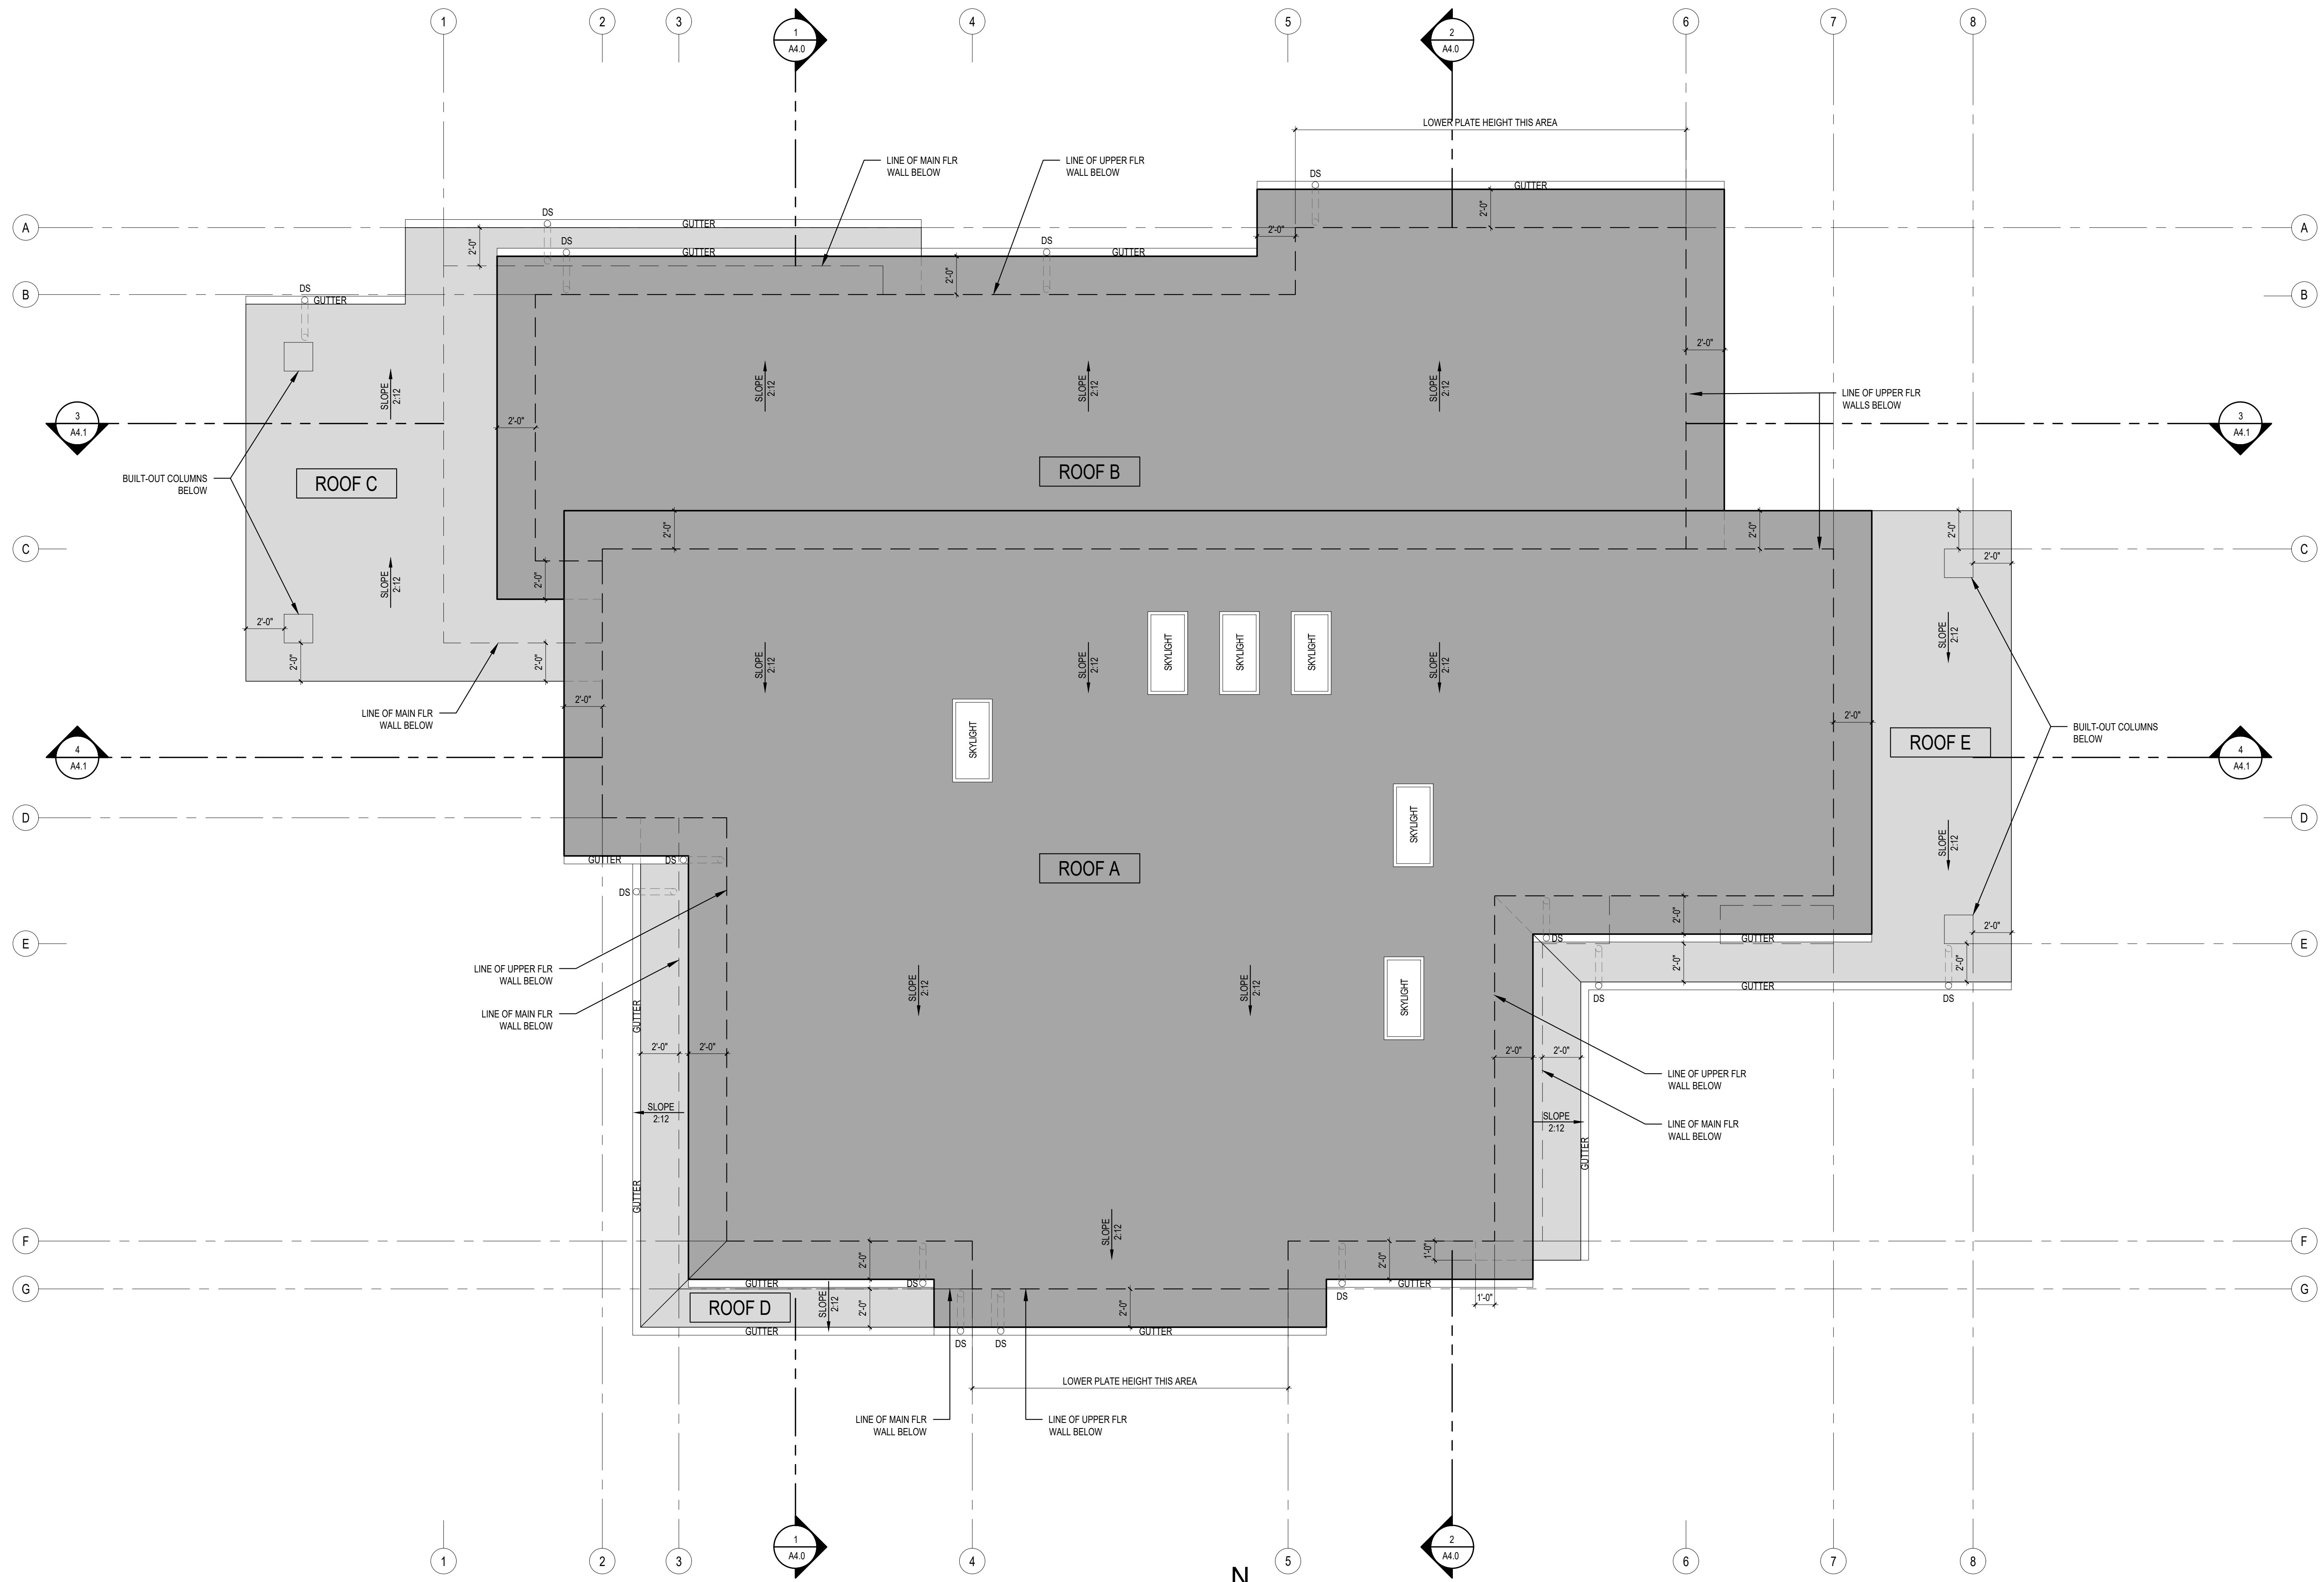 1
2
3
4
5
6
7
8
1
A4.0
2
A4.0
LOWER PLATE HEIGHT THIS AREA
LINE OF MAIN FLR
WALL BELOW
LINE OF UPPER FLR
WALL BELOW
DS
GUTTER
2'-0"
A
DS
GUTTER
2'-0"
A
2'-0"
DS
GUTTER
DS
GUTTER
2'-0"
B
DS
GUTTER
B
2'-0"
SLOPE
2:12
SLOPE
2:12
SLOPE
2:12
SLOPE
2:12
LINE OF UPPER FLR
WALLS BELOW
3
A4.1
2'-0"
3
A4.1
BUILT-OUT COLUMNS
BELOW
ROOF C
ROOF B
2'-0"
2'-0"
2'-0"
C
C
2'-0"
2'-0"
SLOPE
2:12
2'-0"
2'-0"
2'-0"
SLOPE
2:12
SLOPE
2:12
SLOPE
2:12
SLOPE
2:12
SKYLIGHT
SKYLIGHT
SKYLIGHT
2'-0"
LINE OF MAIN FLR
WALL BELOW
SKYLIGHT
2'-0"
ROOF E
BUILT-OUT COLUMNS
BELOW
4
A4.1
4
A4.1
D
D
SKYLIGHT
SLOPE
2:12
GUTTER
DS
ROOF A
DS
2'-0"
2'-0"
E
DS
GUTTER
E
2'-0"
2'-0"
LINE OF UPPER FLR
WALL BELOW
SLOPE
2:12
SLOPE
2:12
SKYLIGHT
DS
GUTTER
DS
LINE OF MAIN FLR
WALL BELOW
GUTTER
2'-0"
2'-0"
2'-0"
2'-0"
LINE OF UPPER FLR
WALL BELOW
SLOPE
2:12
SLOPE
2:12
LINE OF MAIN FLR
WALL BELOW
GUTTER
GUTTER
F
2'-0"
SLOPE
2:12
2'-0"
1'-0"
F
G
GUTTER
DS
DS
GUTTER
G
ROOF D
SLOPE
2:12
2'-0"
2'-0"
1'-0"
GUTTER
DS
DS
GUTTER
LOWER PLATE HEIGHT THIS AREA
LINE OF MAIN FLR
WALL BELOW
LINE OF UPPER FLR
WALL BELOW
1
2
3
1
A4.0
4
5
2
A4.0
6
7
8
N